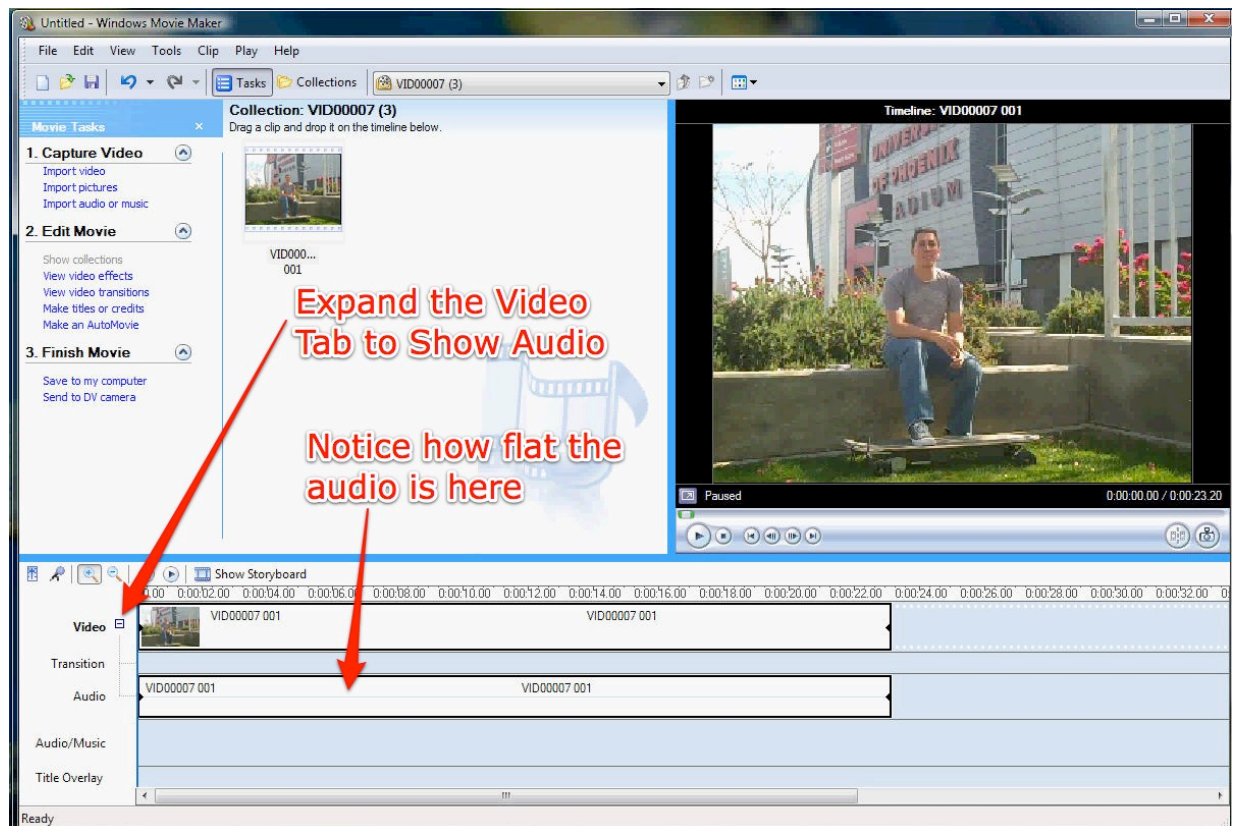 Untitled - Windows Movie Maker
File Edit View Tools Clip Play Help
Tasks Collections VID00007 (3)
Movie Tasks ×
1. Capture Video
Import video
Import pictures
Import audio or music
2. Edit Movie
Show collections
View video effects
View video transitions
Make titles or credits
Make an AutoMovie
3. Finish Movie
Save to my computer
Send to DV camera
Collection: VID00007 (3)
Drag a clip and drop it on the timeline below.
VID000...
001
Expand the Video
Tab to Show Audio
Notice how flat the
audio is here
Timeline: VID00007 001
UNIVERSI
OF PHOENIX
ADIUM
Paused 0:00:00.00 / 0:00:23.20
Show Storyboard
0:00:02.00 0:00:04.00 0:00:06.00 0:00:08.00 0:00:10.00 0:00:12.00 0:00:14.00 0:00:16.00 0:00:18.00 0:00:20.00 0:00:22.00 0:00:24.00 0:00:26.00 0:00:28.00 0:00:30.00 0:00:32.00
Video VID00007 001 VID00007 001
Transition
Audio VID00007 001 VID00007 001
Audio/Music
Title Overlay
Ready